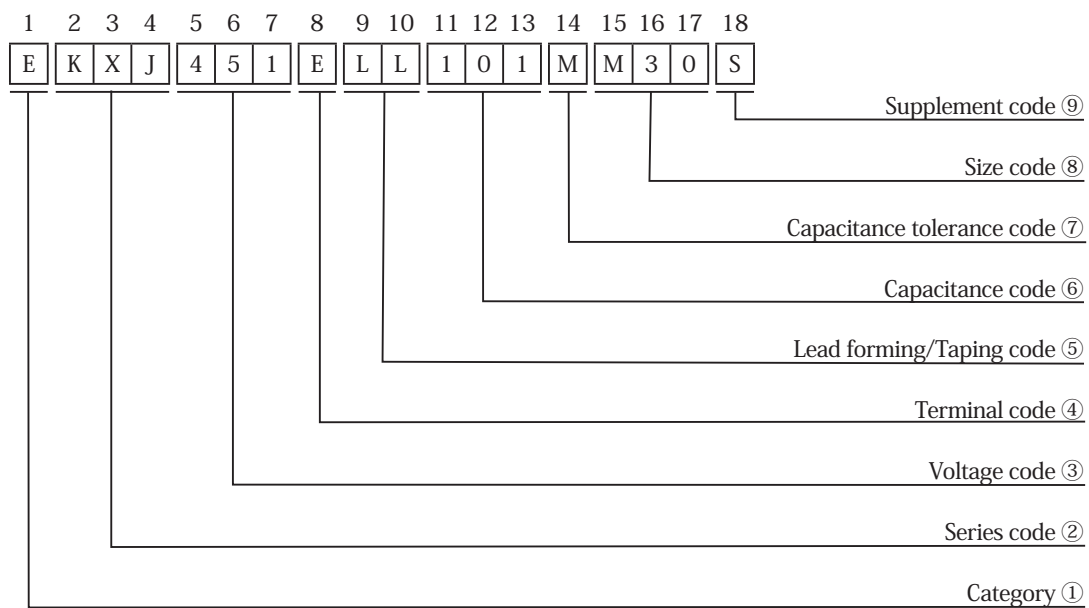 1 2 3 4 5 6 7 8 9 10 11 12 13 14 15 16 17 18
E K X J 4 5 1 E L L 1 0 1 M M 3 0 S
Supplement code ⑨
Size code ⑧
Capacitance tolerance code ⑦
Capacitance code ⑥
Lead forming/Taping code ⑤
Terminal code ④
Voltage code ③
Series code ②
Category ①